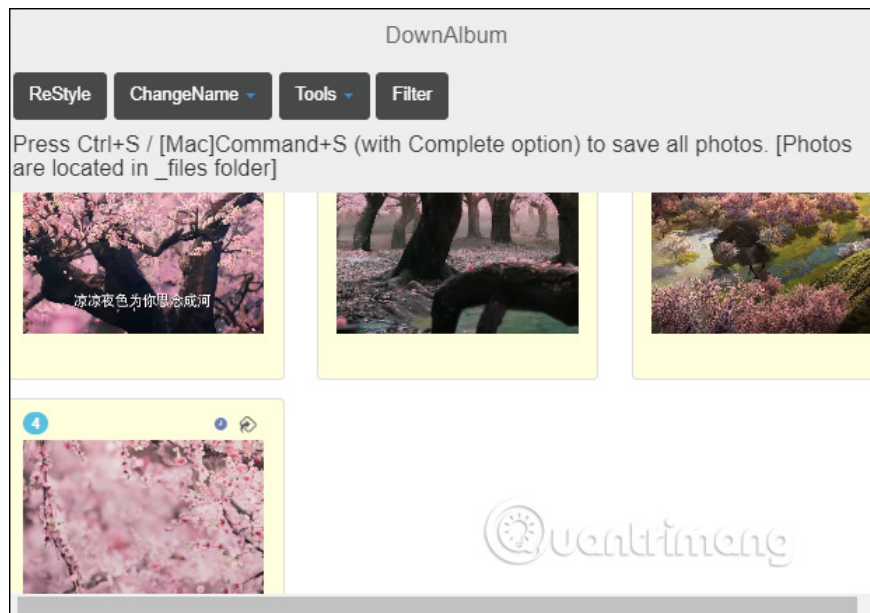 DownAlbum
ReStyle
ChangeName
Tools
Filter
Press Ctrl+S / [Mac]Command+S (with Complete option) to save all photos. [Photos
are located in _files folder]
凉凉夜色为你思念成河
4
Quantrimang